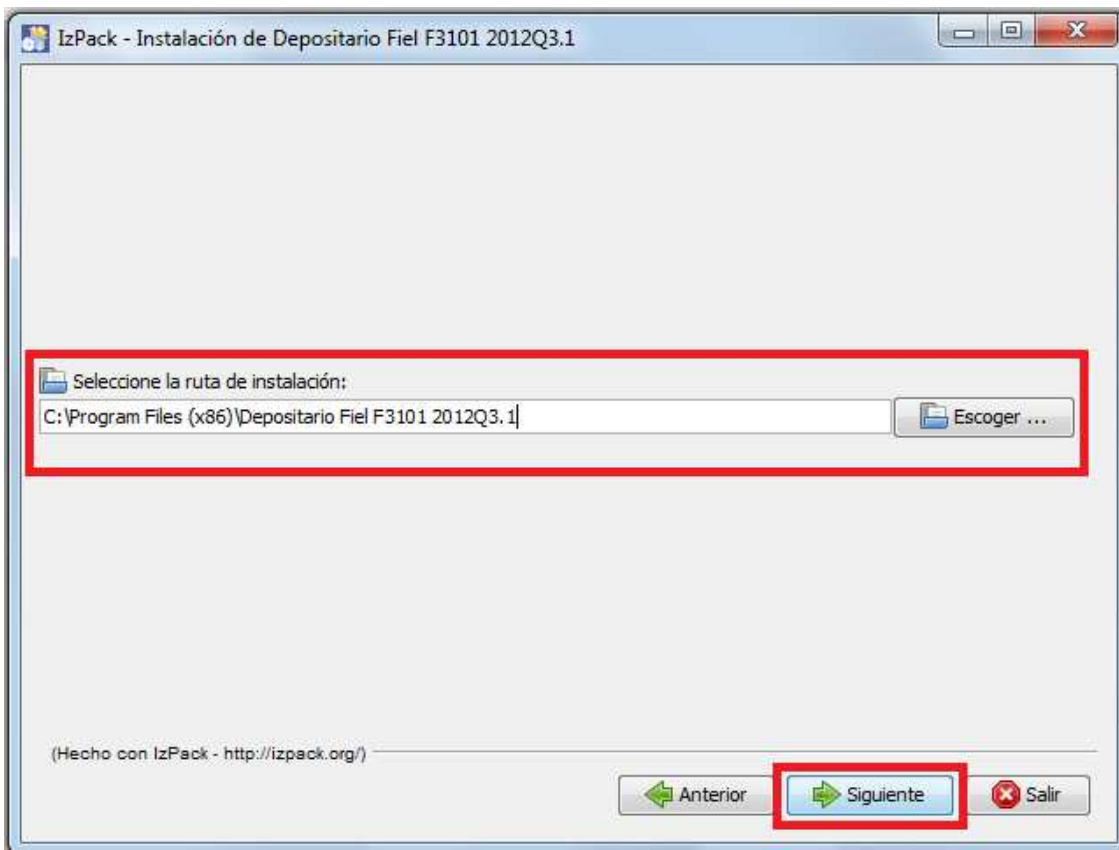 IzPack - Instalación de Depositario Fiel F3101 2012Q3.1
Seleccione la ruta de instalación:
C:\Program Files (x86)\Depositario Fiel F3101 2012Q3.1
Escoger ...
(Hecho con IzPack - http://izpack.org/)
Anterior
Siguiente
Salir